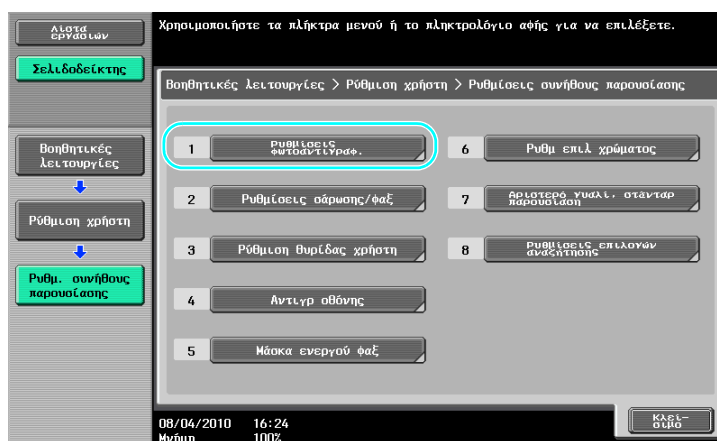 Λίστα
εργασιών
Χρησιμοποιήστε τα πλήκτρα μενού ή το πληκτρολόγιο αφής για να επιλέξετε.
Σελιδοδείκτης
Βοηθητικές λειτουργίες > Ρύθμιση χρήστη > Ρυθμίσεις συνήθους παρουσίασης
Βοηθητικές
λειτουργίες
Ρύθμιση χρήστη
Ρυθμ. συνήθους
παρουσίασης
1 Ρυθμίσεις
φωτοαντιγραφ.
2 Ρυθμίσεις σάρωσης/φαξ
3 Ρύθμιση θυρίδας χρήστη
4 Αντιγρ οθόνης
5 Μάσκα ενεργού φαξ
6 Ρυθμ επιλ χρώματος
7 Αριστερό γυαλί, στάνταρ
παρουσίαση
8 Ρυθμίσεις επιλογών
αναζήτησης
08/04/2010 16:24
Μνήμη 100%
Κλεί-
σιμο